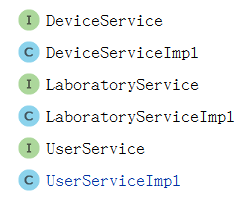 I DeviceService
C DeviceServiceImpl
I LaboratoryService
C LaboratoryServiceImpl
I UserService
C UserServiceImpl